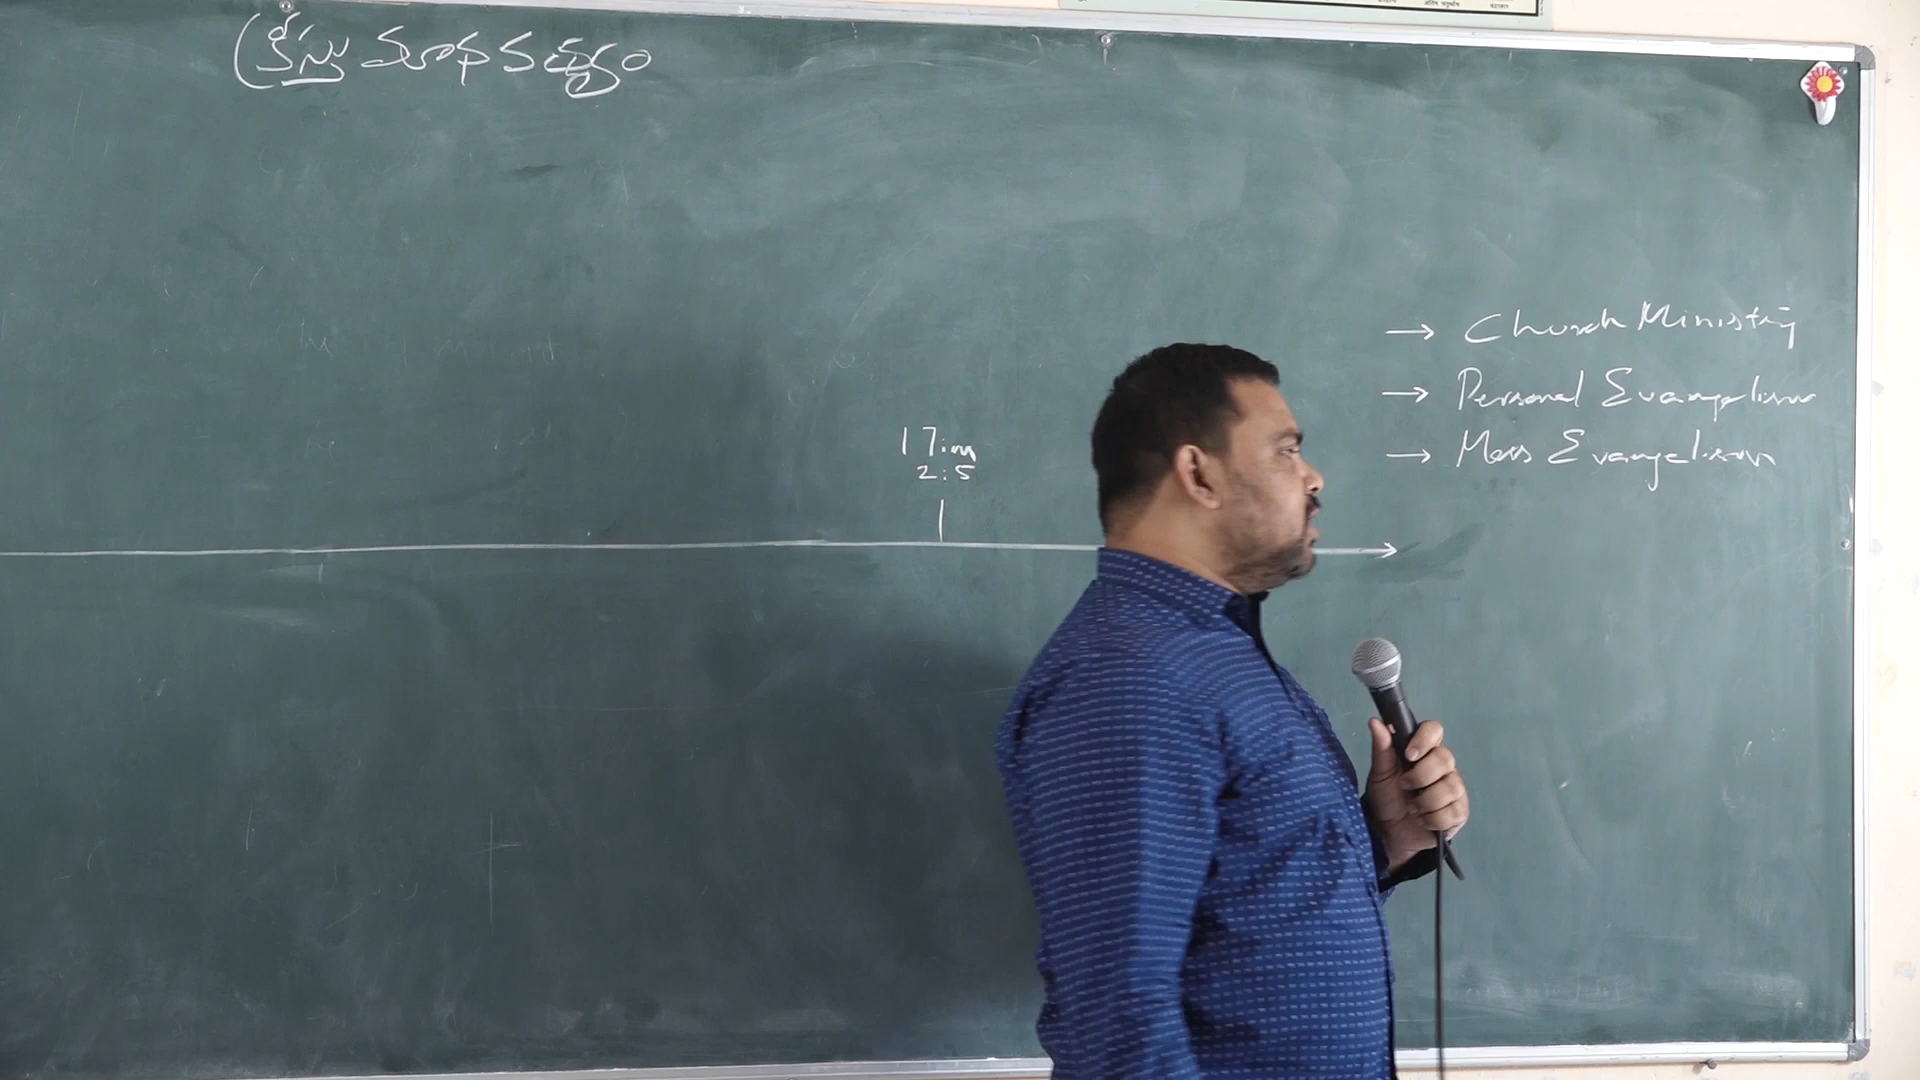 క్రీస్తు మానవత్వం
→ Church Ministry
→ Personal Evangelism
→ Mass Evangelism
1 Tim
2:5